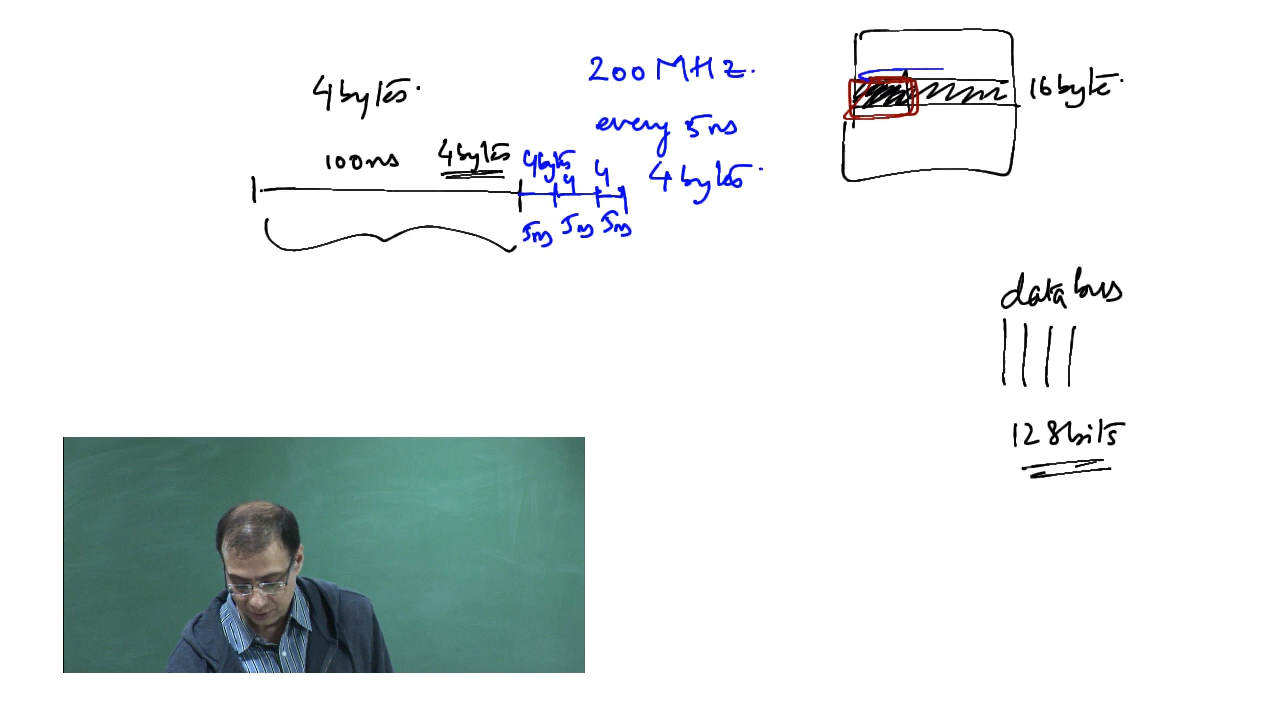 4 bytes.
100ns
4 bytes
4 bytes
4
4
5ns
5ns
5ns
200 MHz.
every 5ns
4 bytes.
16 byte.
data bus
128 bits